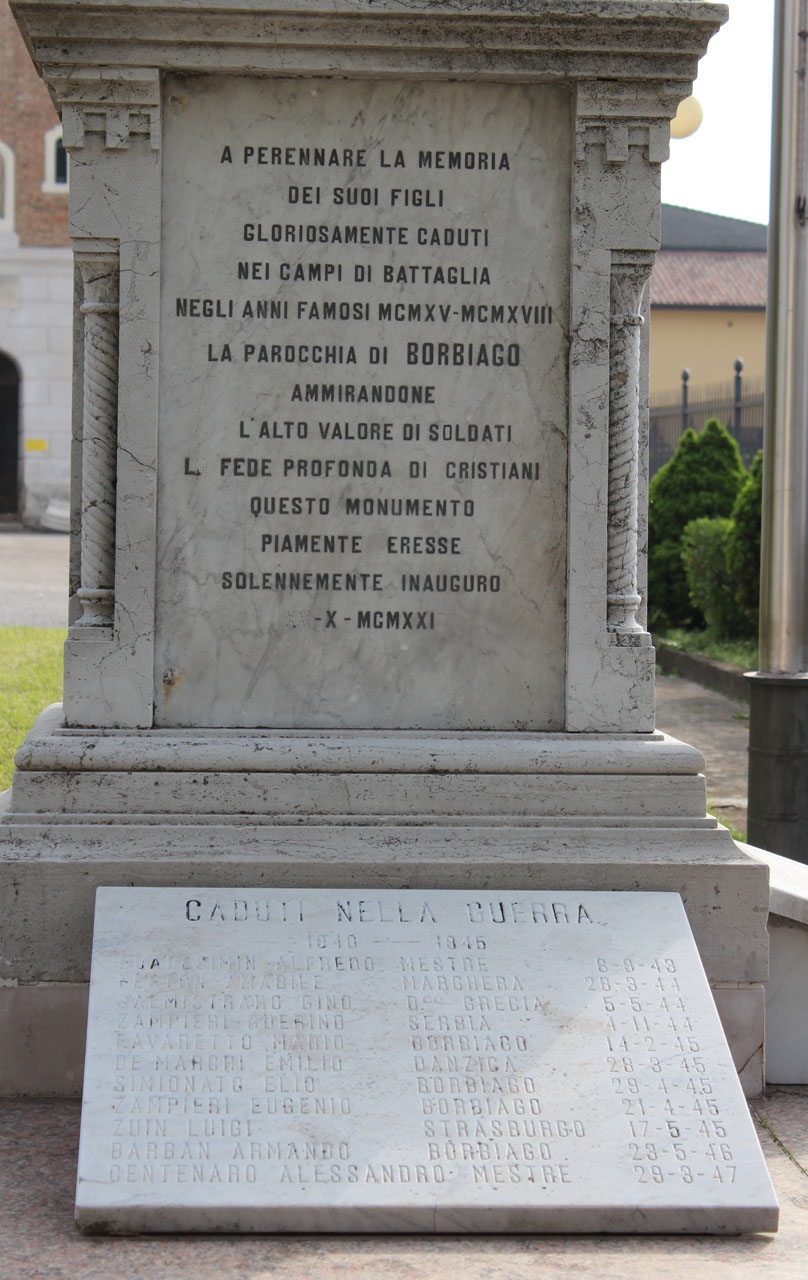 A PERENNARE LA MEMORIA
DEI SUOI FIGLI
GLORIOSAMENTE CADUTI
NEI CAMPI DI BATTAGLIA
NEGLI ANNI FAMOSI MCMXV-MCMXVIII
LA PAROCCHIA DI BORBIAGO
AMMIRANDONE
L'ALTO VALORE DI SOLDATI
L. FEDE PROFONDA DI CRISTIANI
QUESTO MONUMENTO
PIAMENTE ERESSE
SOLENNEMENTE INAUGURO
-X-MCMXXI
CADUTI NELLA GUERRA
1940 — 1945
ALFREDO MESTRE 8-9-43
AMABILE MARGHERA 28-3-44
GINO D^SO GRECIA 5-5-44
ZAMPIERI GUERINO SERBIA 4-11-44
FAVARETTO MARIO BORBIAGO 14-2-45
DE MARCHI EMILIO DANZICA 28-3-45
SIMIONATO ELIO BORBIAGO 29-4-45
ZAMPIERI EUGENIO BORBIAGO 21-4-45
ZUIN LUIGI STRASBURGO 17-5-45
BARBAN ARMANDO BORBIAGO 23-5-46
CENTENARO ALESSANDRO MESTRE 29-3-47